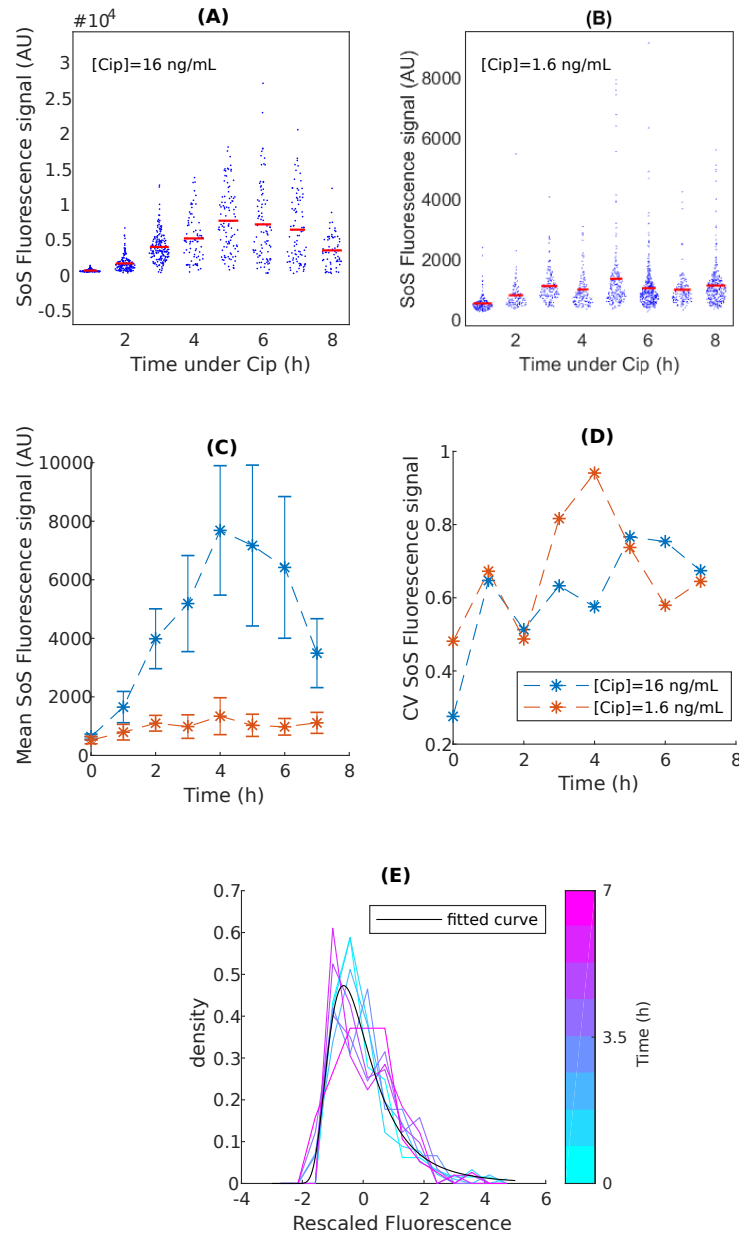 (A)
#10^4
[Cip]=16 ng/mL
SoS Fluorescence signal (AU)
3
2.5
2
1.5
1
0.5
0
-0.5
2 4 6 8
Time under Cip (h)
(B)
[Cip]=1.6 ng/mL
SoS Fluorescence signal (AU)
8000
6000
4000
2000
0
2 4 6 8
Time under Cip (h)
(C)
Mean SoS Fluorescence signal (AU)
10000
8000
6000
4000
2000
0
0 2 4 6 8
Time (h)
(D)
CV SoS Fluorescence signal
1
0.8
0.6
0.4
0.2
[Cip]=16 ng/mL
[Cip]=1.6 ng/mL
0 1 2 3 4 5 6 7 8
Time (h)
(E)
density
0.7
0.6
0.5
0.4
0.3
0.2
0.1
0
fitted curve
-4 -2 0 2 4 6
Rescaled Fluorescence
7
3.5
0
Time (h)